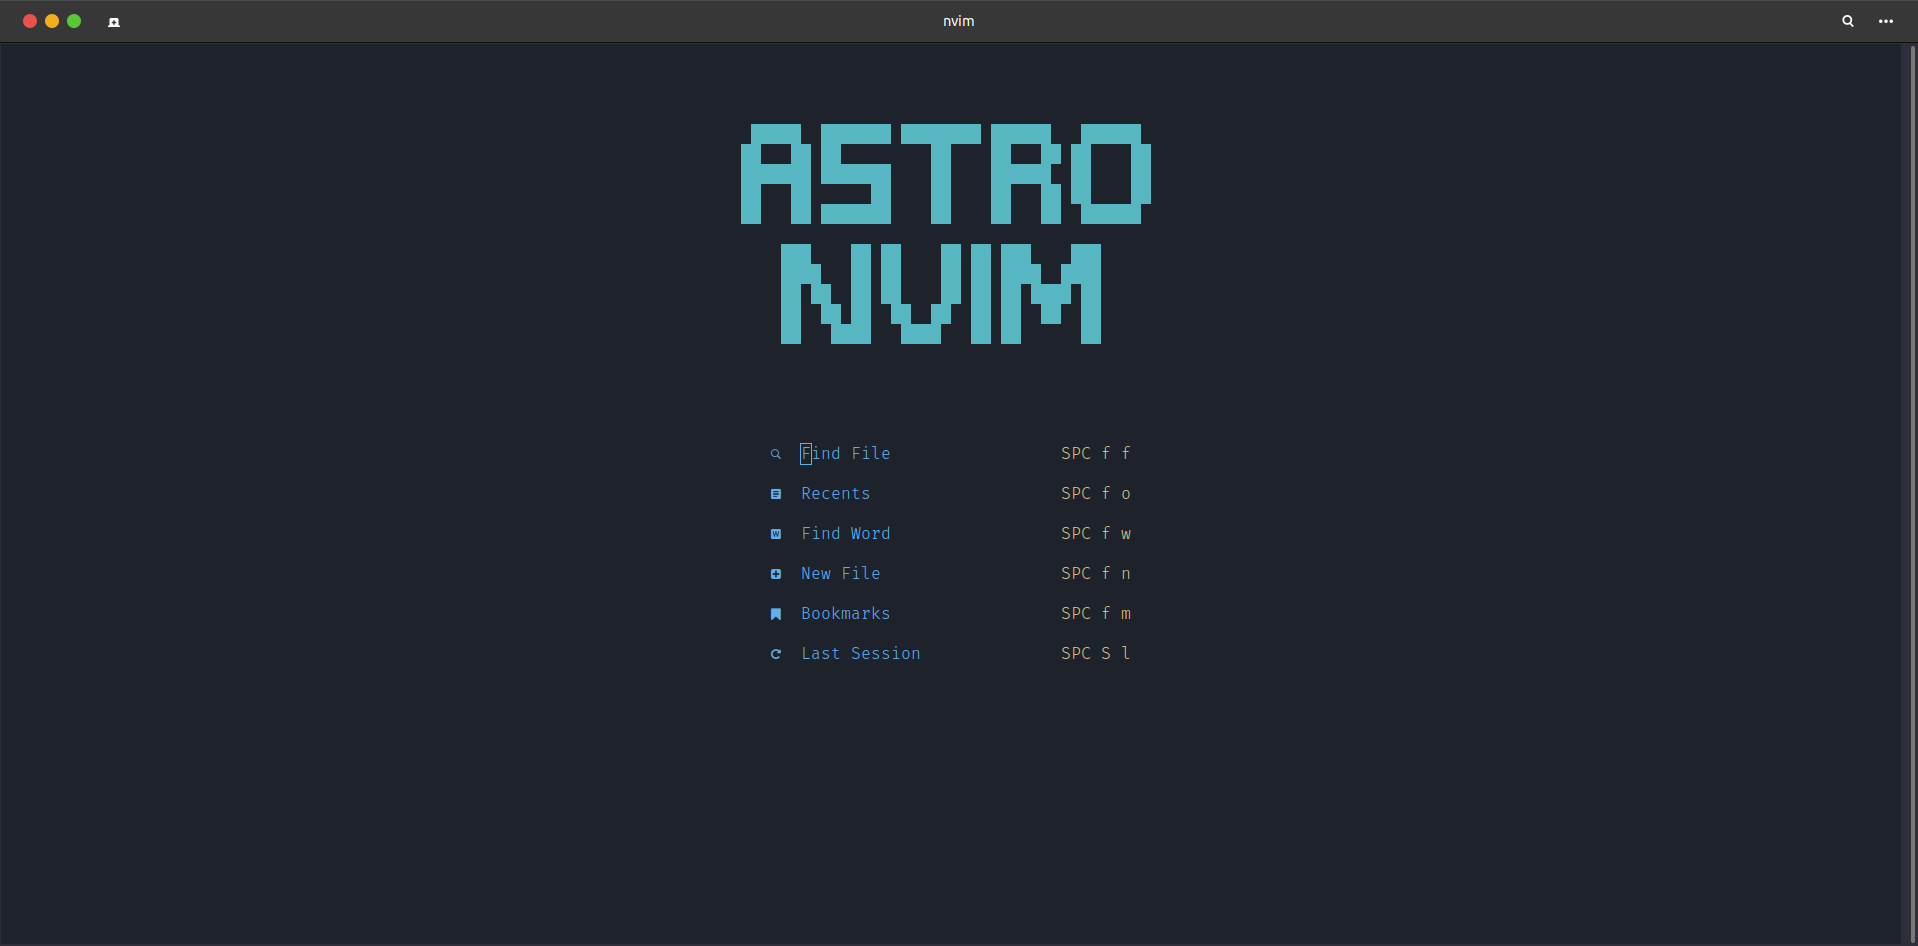 nvim
ASTRO
NVIM
Find File SPC f f
Recents SPC f o
Find Word SPC f w
New File SPC f n
Bookmarks SPC f m
Last Session SPC S l